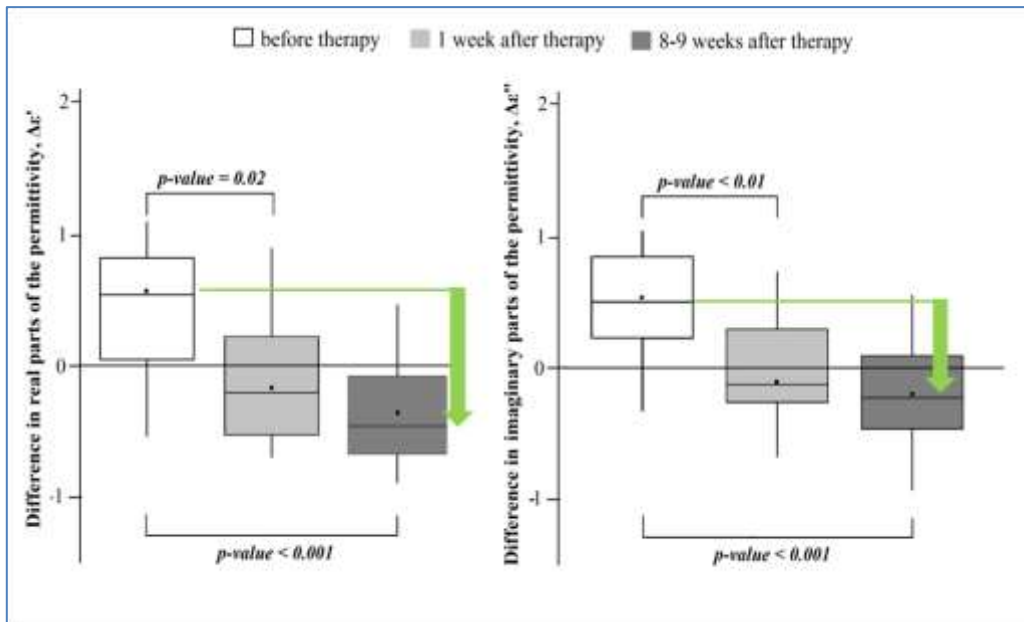 before therapy 1 week after therapy 8-9 weeks after therapy
Difference in real parts of the permittivity, Δε'
2
1
0
-1
p-value = 0.02
p-value < 0.001
Difference in imaginary parts of the permittivity, Δε''
2
1
0
-1
p-value < 0.01
p-value < 0.001